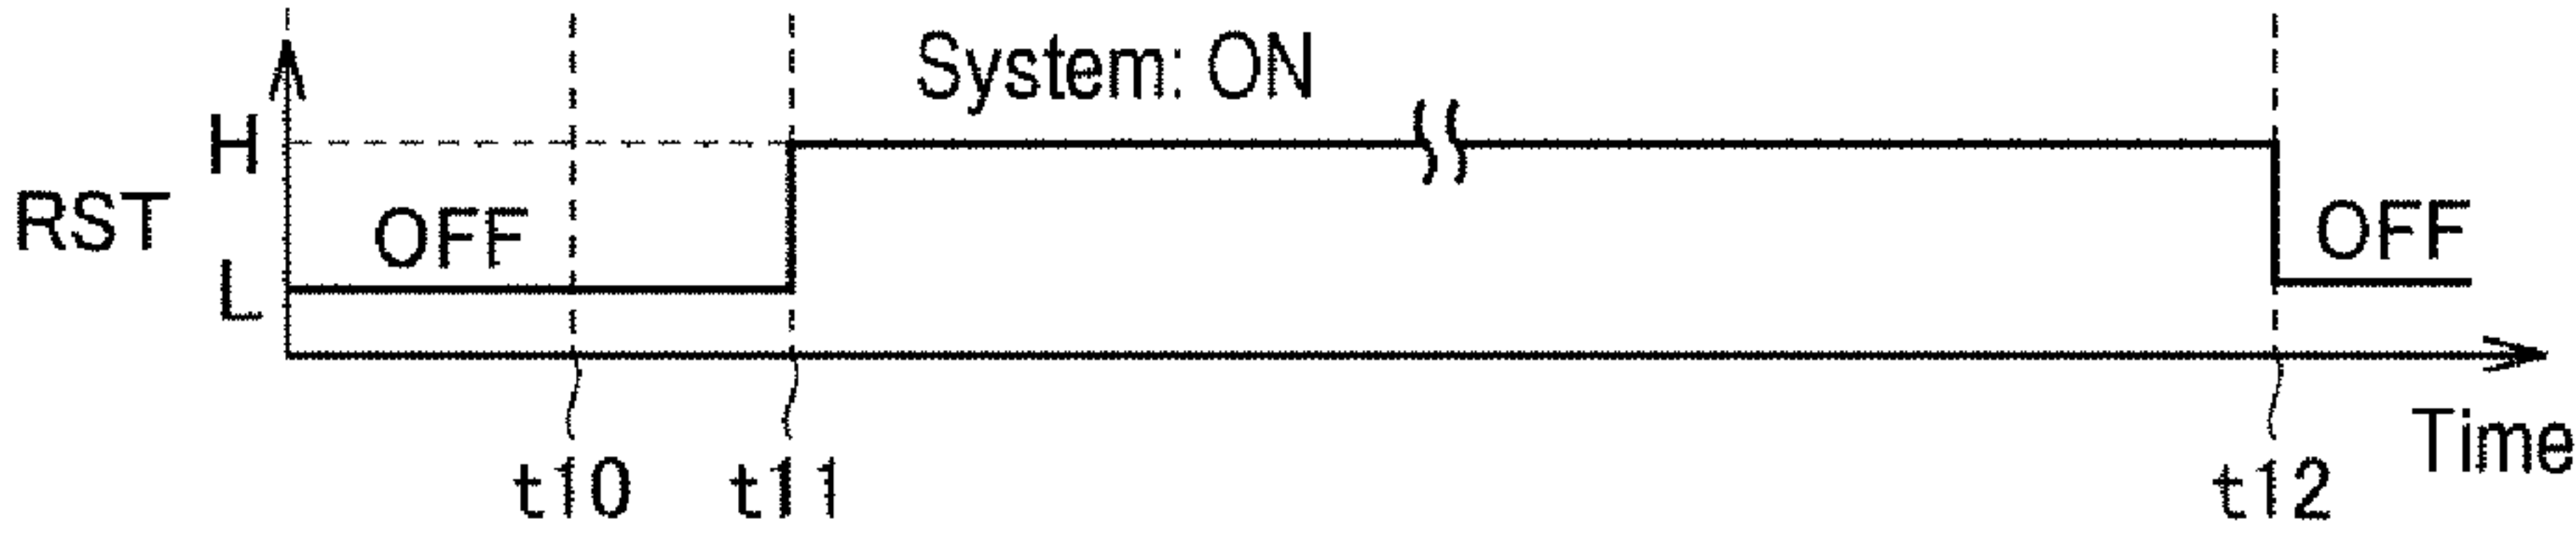 System: ON
H
RST
OFF
OFF
L
Time
t10
t11
t12